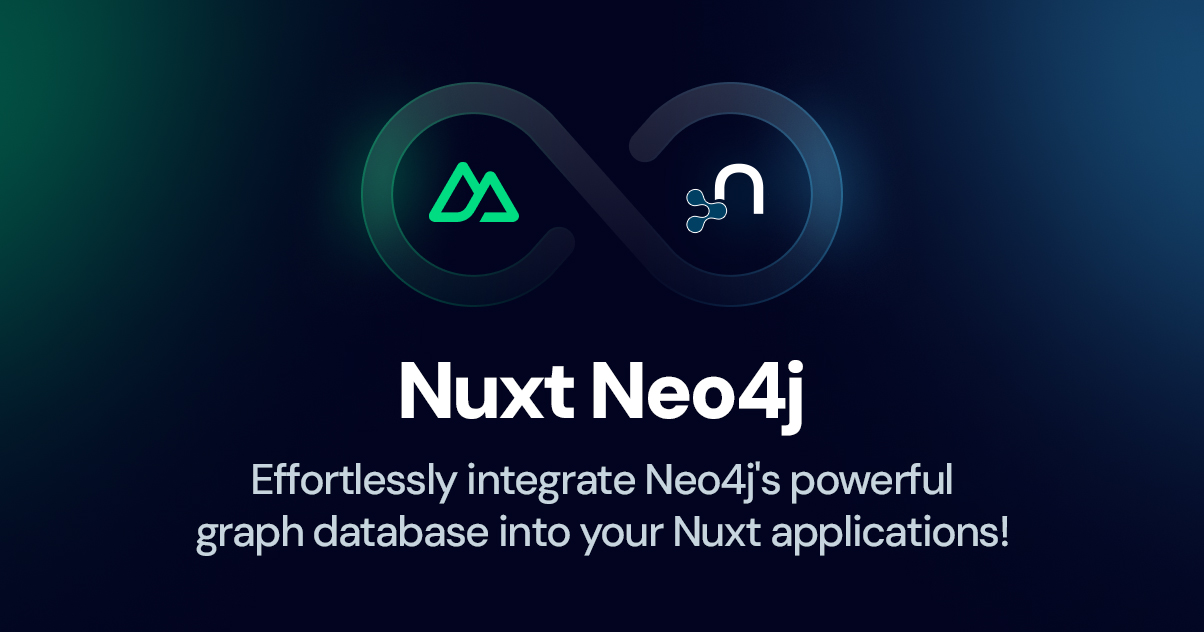 Nuxt Neo4j
Effortlessly integrate Neo4j's powerful
graph database into your Nuxt applications!